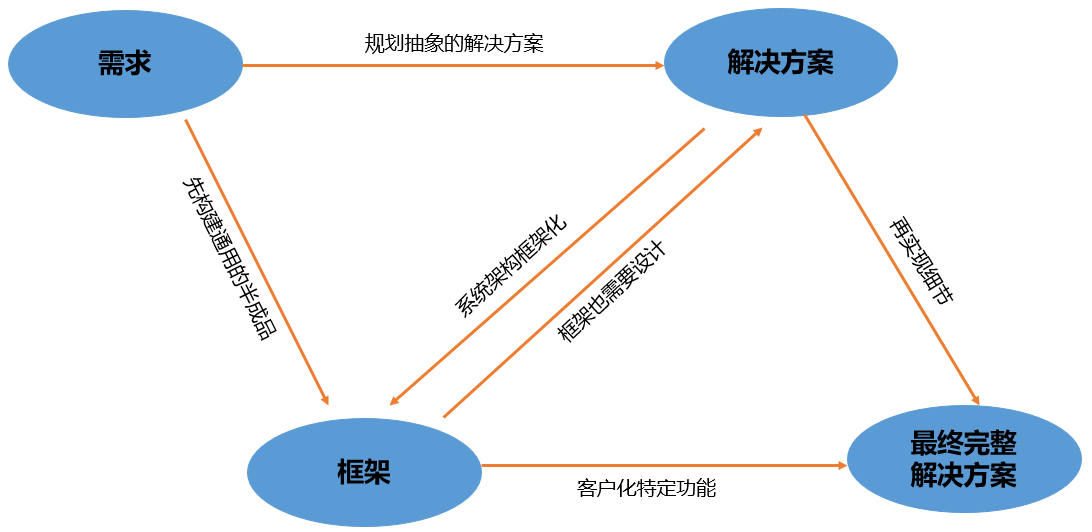 需求
规划抽象的解决方案
解决方案
先构建通用的半成品
系统架构框架化
框架也需要设计
再实现细节
框架
客户化特定功能
最终完整
解决方案